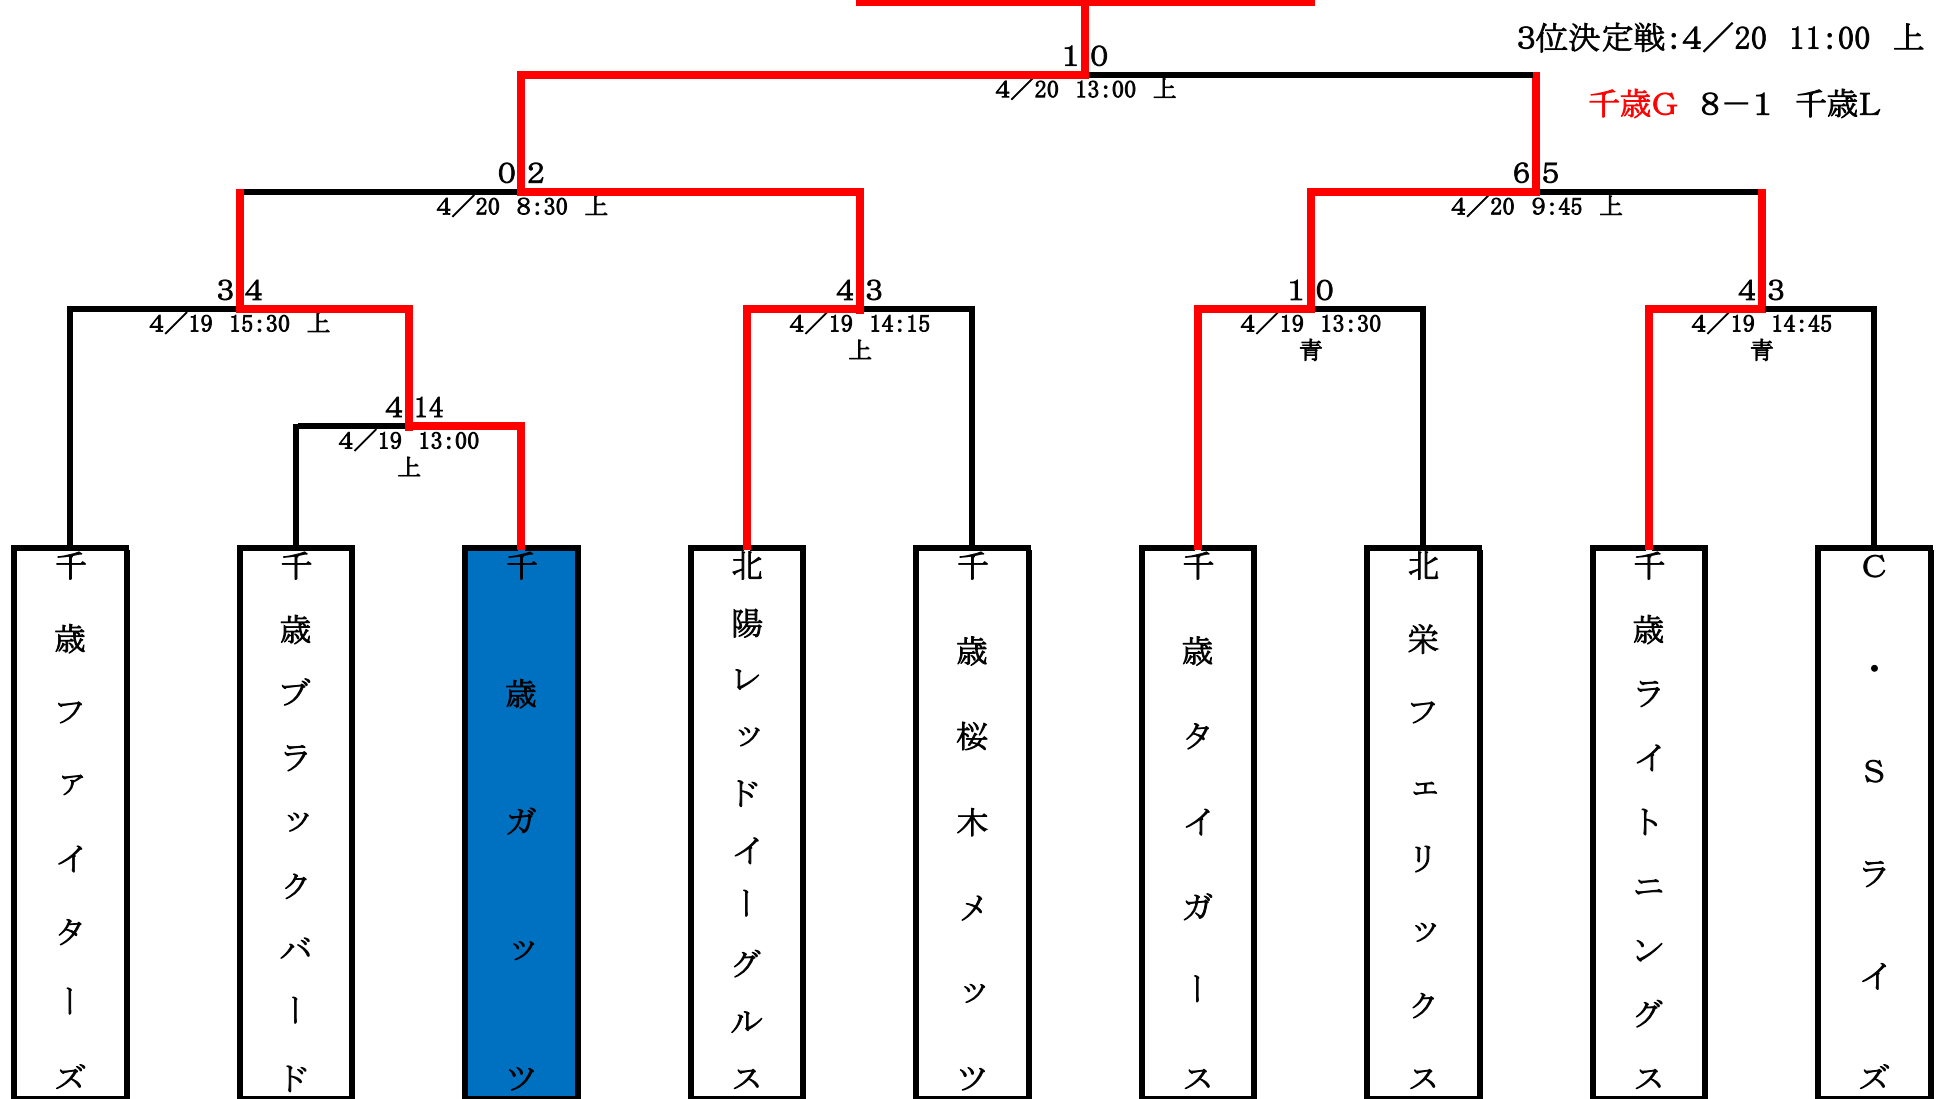 3位決定戦:4／20 11:00 上
1 0
4／20 13:00 上
千歳G 8－1 千歳L
0 2
4／20 8:30 上
6 5
4／20 9:45 上
3 4
4／19 15:30 上
4 3
4／19 14:15
上
1 0
4／19 13:30
青
4 3
4／19 14:45
青
4 14
4／19 13:00
上
千歳ファイターズ
千歳ブラックバード
千歳ガッツ
北陽レッドイーグルス
千歳桜木メッツ
千歳タイガース
北栄フェリックス
千歳ライトニングス
C・Sライズ